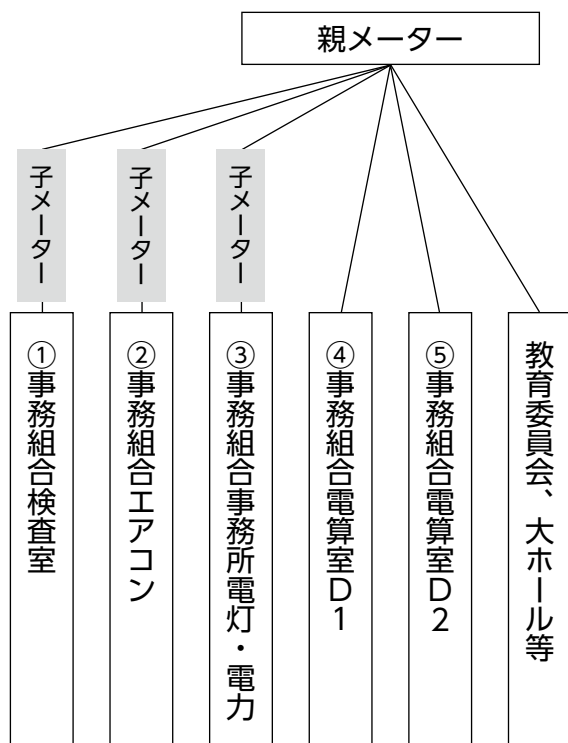 親メーター
子メーター
子メーター
子メーター
①事務組合検査室
②事務組合エアコン
③事務組合事務所電灯・電力
④事務組合電算室D1
⑤事務組合電算室D2
教育委員会、大ホール等